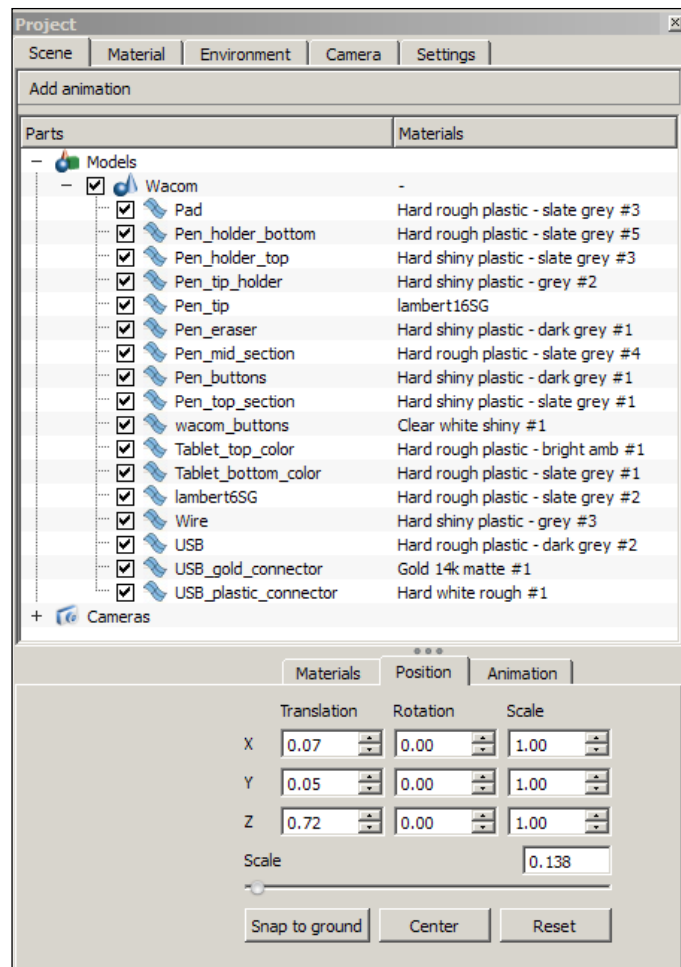 Project
Scene Material Environment Camera Settings
Add animation
Parts Materials
Models
Wacom -
Pad Hard rough plastic - slate grey #3
Pen_holder_bottom Hard rough plastic - slate grey #5
Pen_holder_top Hard shiny plastic - slate grey #3
Pen_tip_holder Hard shiny plastic - grey #2
Pen_tip lambert16SG
Pen_eraser Hard shiny plastic - dark grey #1
Pen_mid_section Hard rough plastic - slate grey #4
Pen_buttons Hard shiny plastic - dark grey #1
Pen_top_section Hard shiny plastic - slate grey #1
wacom_buttons Clear white shiny #1
Tablet_top_color Hard rough plastic - bright amb #1
Tablet_bottom_color Hard rough plastic - slate grey #1
lambert6SG Hard rough plastic - slate grey #2
Wire Hard shiny plastic - grey #3
USB Hard rough plastic - dark grey #2
USB_gold_connector Gold 14k matte #1
USB_plastic_connector Hard white rough #1
Cameras
Materials Position Animation
Translation Rotation Scale
X 0.07 0.00 1.00
Y 0.05 0.00 1.00
Z 0.72 0.00 1.00
Scale 0.138
Snap to ground Center Reset